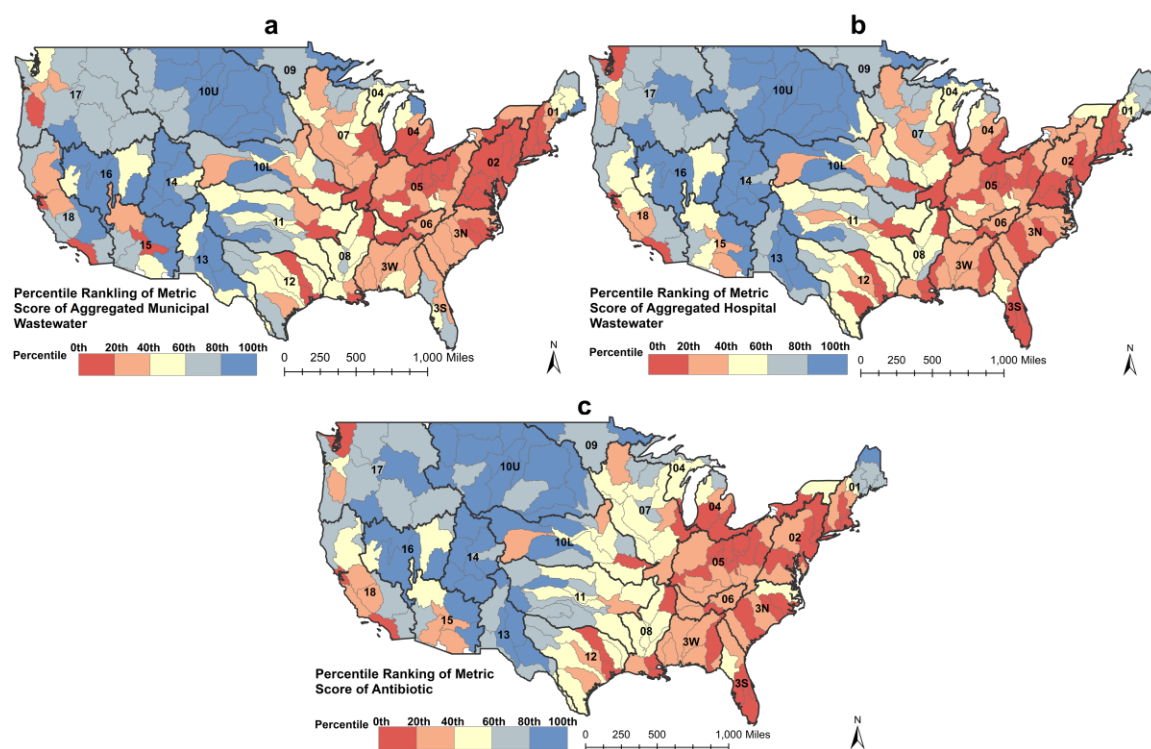 a
09
17
10U
04
01
07
04
02
16
10L
14
05
18
11
06
15
3N
13
08
3W
12
3S
Percentile Rankling of Metric
Score of Aggregated Municipal
Wastewater
Percentile
0th 20th 40th 60th 80th 100th
0 250 500 1,000 Miles
N
b
09
17
10U
04
01
07
04
02
16
10L
14
05
18
11
06
15
3N
13
08
3W
12
3S
Percentile Ranking of Metric
Score of Aggregated Hospital
Wastewater
Percentile
0th 20th 40th 60th 80th 100th
0 250 500 1,000 Miles
N
c
09
17
10U
04
01
07
04
02
16
10L
14
05
18
11
06
15
3N
13
08
3W
12
3S
Percentile Ranking of Metric
Score of Antibiotic
Percentile
0th 20th 40th 60th 80th 100th
0 250 500 1,000 Miles
N